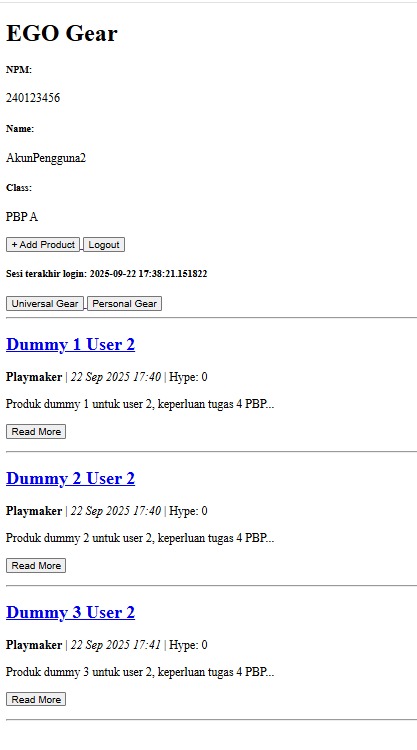 EGO Gear
NPM:
240123456
Name:
AkunPengguna2
Class:
PBP A
+ Add Product Logout
Sesi terakhir login: 2025-09-22 17:38:21.151822
Universal Gear Personal Gear
Dummy 1 User 2
Playmaker | 22 Sep 2025 17:40 | Hype: 0
Produk dummy 1 untuk user 2, keperluan tugas 4 PBP...
Read More
Dummy 2 User 2
Playmaker | 22 Sep 2025 17:40 | Hype: 0
Produk dummy 2 untuk user 2, keperluan tugas 4 PBP...
Read More
Dummy 3 User 2
Playmaker | 22 Sep 2025 17:41 | Hype: 0
Produk dummy 3 untuk user 2, keperluan tugas 4 PBP...
Read More